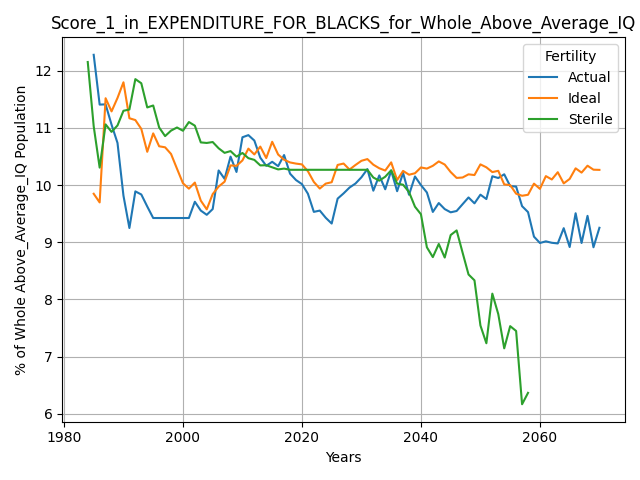 Score_1_in_EXPENDITURE_FOR_BLACKS_for_Whole_Above_Average_IQ
% of Whole Above_Average_IQ Population
12
11
10
9
8
7
6
Fertility
Actual
Ideal
Sterile
1980
2000
2020
2040
2060
Years